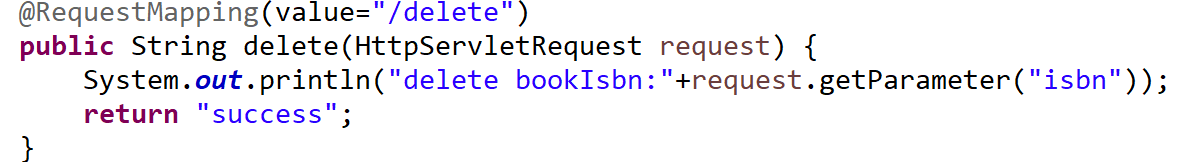 @RequestMapping(value="/delete")
public String delete(HttpServletRequest request) {
    System.out.println("delete bookIsbn:"+request.getParameter("isbn"));
    return "success";
}